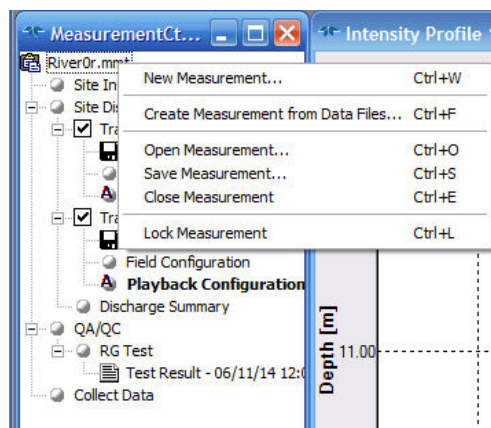 MeasurementCt...
Intensity Profile
River0r.mmt
Site In
Site Dis
Tra
Tra
Field Configuration
Playback Configuration
Discharge Summary
QA/QC
RG Test
Test Result - 06/11/14 12:0
Collect Data
New Measurement... Ctrl+W
Create Measurement from Data Files... Ctrl+F
Open Measurement... Ctrl+O
Save Measurement... Ctrl+S
Close Measurement Ctrl+E
Lock Measurement Ctrl+L
Depth [m]
11.00